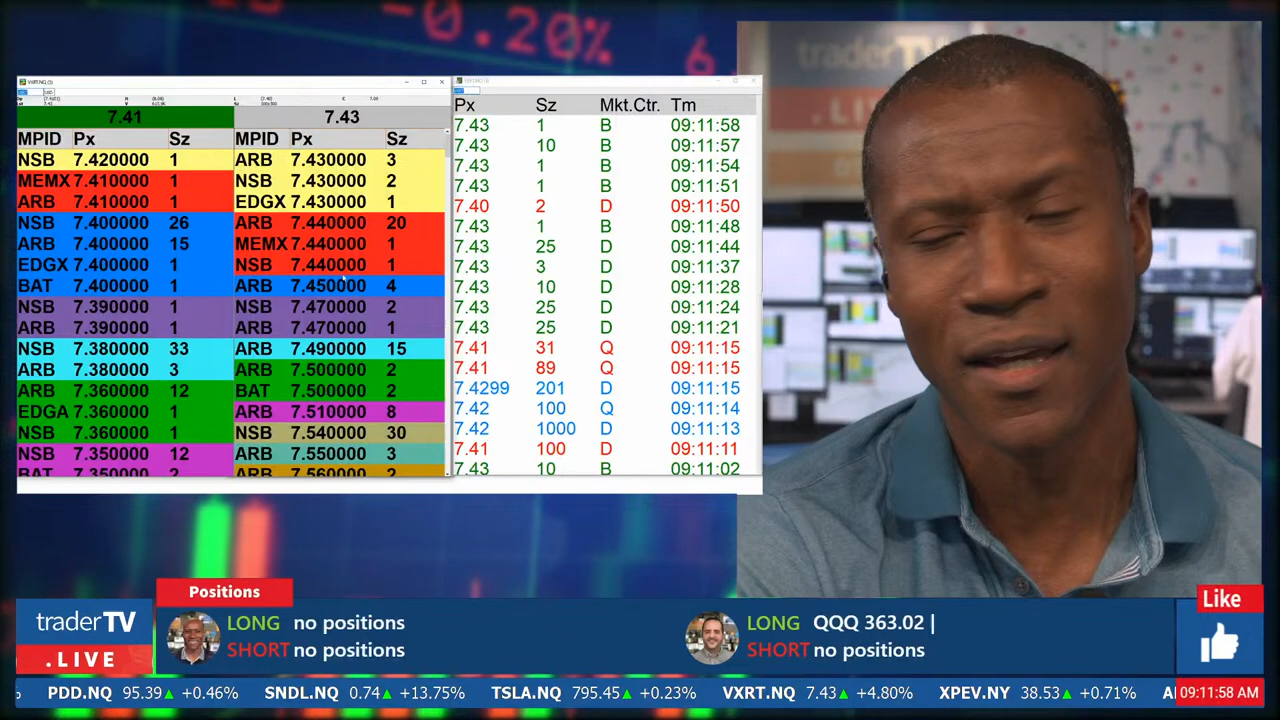 -0.20%
6
traderTV
.LIVE
VXRT.NQ
7.41 7.43
MPID Px Sz MPID Px Sz
NSB 7.420000 1 ARB 7.430000 3
MEMX 7.410000 1 NSB 7.430000 2
ARB 7.410000 1 EDGX 7.430000 1
NSB 7.400000 26 ARB 7.440000 20
ARB 7.400000 15 MEMX 7.440000 1
EDGX 7.400000 1 NSB 7.440000 1
BAT 7.400000 1 ARB 7.450000 4
NSB 7.390000 1 NSB 7.470000 2
ARB 7.390000 1 ARB 7.470000 1
NSB 7.380000 33 ARB 7.490000 15
ARB 7.380000 3 ARB 7.500000 2
ARB 7.360000 12 BAT 7.500000 2
EDGA 7.360000 1 ARB 7.510000 8
NSB 7.360000 1 NSB 7.540000 30
NSB 7.350000 12 ARB 7.550000 3
BAT 7.350000 2 ARB 7.560000 2
Px Sz Mkt.Ctr. Tm
7.43 1 B 09:11:58
7.43 10 B 09:11:57
7.43 1 B 09:11:54
7.43 1 B 09:11:51
7.40 2 D 09:11:50
7.43 1 B 09:11:48
7.43 25 D 09:11:44
7.43 3 D 09:11:37
7.43 10 D 09:11:28
7.43 25 D 09:11:24
7.43 25 D 09:11:21
7.41 31 Q 09:11:15
7.41 89 Q 09:11:15
7.4299 201 D 09:11:15
7.42 100 Q 09:11:14
7.42 1000 D 09:11:13
7.41 100 D 09:11:11
7.43 10 B 09:11:02
Positions
traderTV
.LIVE
LONG no positions
SHORT no positions
LONG QQQ 363.02 |
SHORT no positions
Like
PDD.NQ 95.39 +0.46% SNDL.NQ 0.74 +13.75% TSLA.NQ 795.45 +0.23% VXRT.NQ 7.43 +4.80% XPEV.NY 38.53 +0.71% 09:11:58 AM